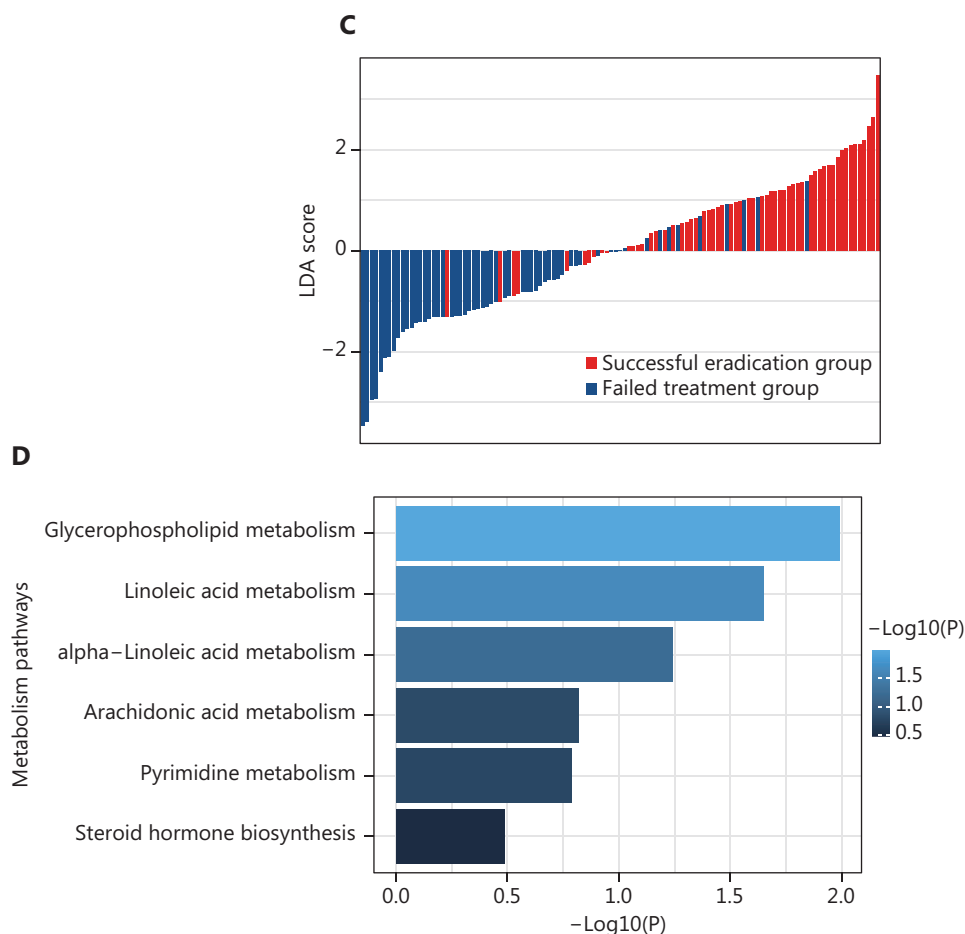 C
LDA score
2
0
−2
Successful eradication group
Failed treatment group
D
Metabolism pathways
Glycerophospholipid metabolism
Linoleic acid metabolism
alpha−Linoleic acid metabolism
Arachidonic acid metabolism
Pyrimidine metabolism
Steroid hormone biosynthesis
0.0 0.5 1.0 1.5 2.0
−Log10(P)
−Log10(P)
1.5
1.0
0.5